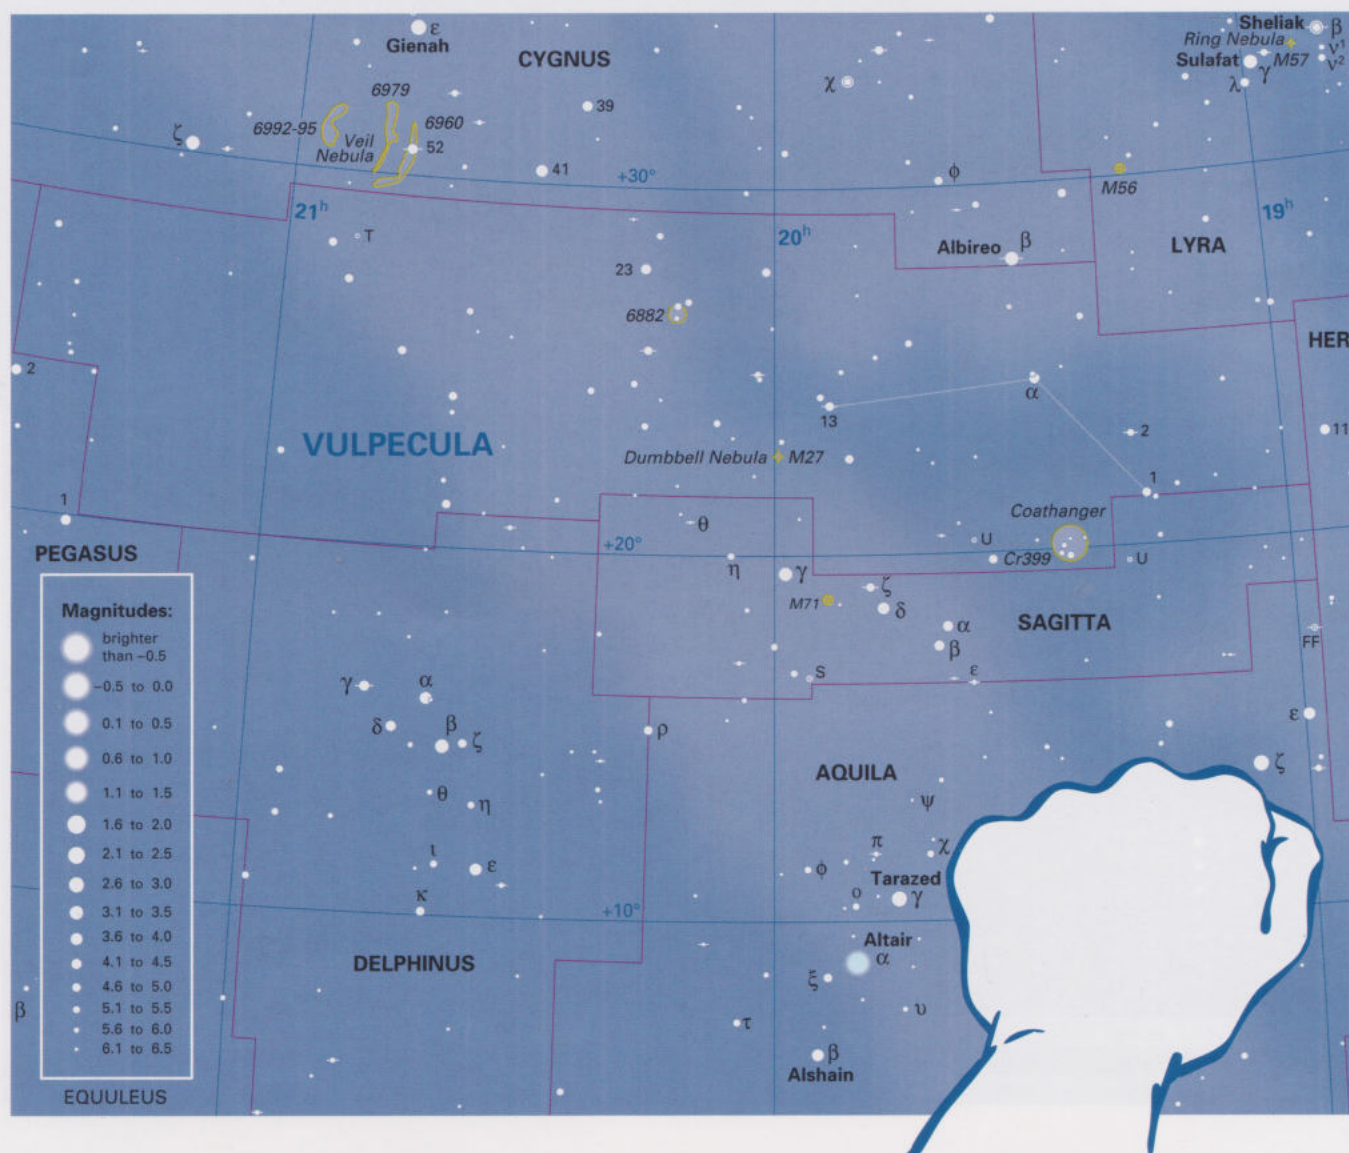 ε
Gienah
CYGNUS
Sheliak
β
Ring Nebula
M57
ν1
ν2
Sulafat
γ
λ
χ
6979
6992-95
6960
Veil
Nebula
52
39
ζ
41
+30°
φ
M56
21h
20h
19h
T
Albireo
β
LYRA
23
6882
HER
2
α
13
2
11
VULPECULA
Dumbbell Nebula
M27
1
1
Coathanger
θ
+20°
U
Cr399
U
PEGASUS
η
γ
ζ
M71
δ
α
SAGITTA
β
FF
S
ε
γ
α
δ
β
ζ
ρ
ε
ζ
AQUILA
θ
η
ψ
π
χ
ι
ε
φ
Tarazed
γ
κ
ο
+10°
Altair
α
DELPHINUS
ξ
υ
τ
β
β
Alshain
Magnitudes:
brighter
than −0.5
−0.5 to 0.0
0.1 to 0.5
0.6 to 1.0
1.1 to 1.5
1.6 to 2.0
2.1 to 2.5
2.6 to 3.0
3.1 to 3.5
3.6 to 4.0
4.1 to 4.5
4.6 to 5.0
5.1 to 5.5
5.6 to 6.0
6.1 to 6.5
EQUULEUS